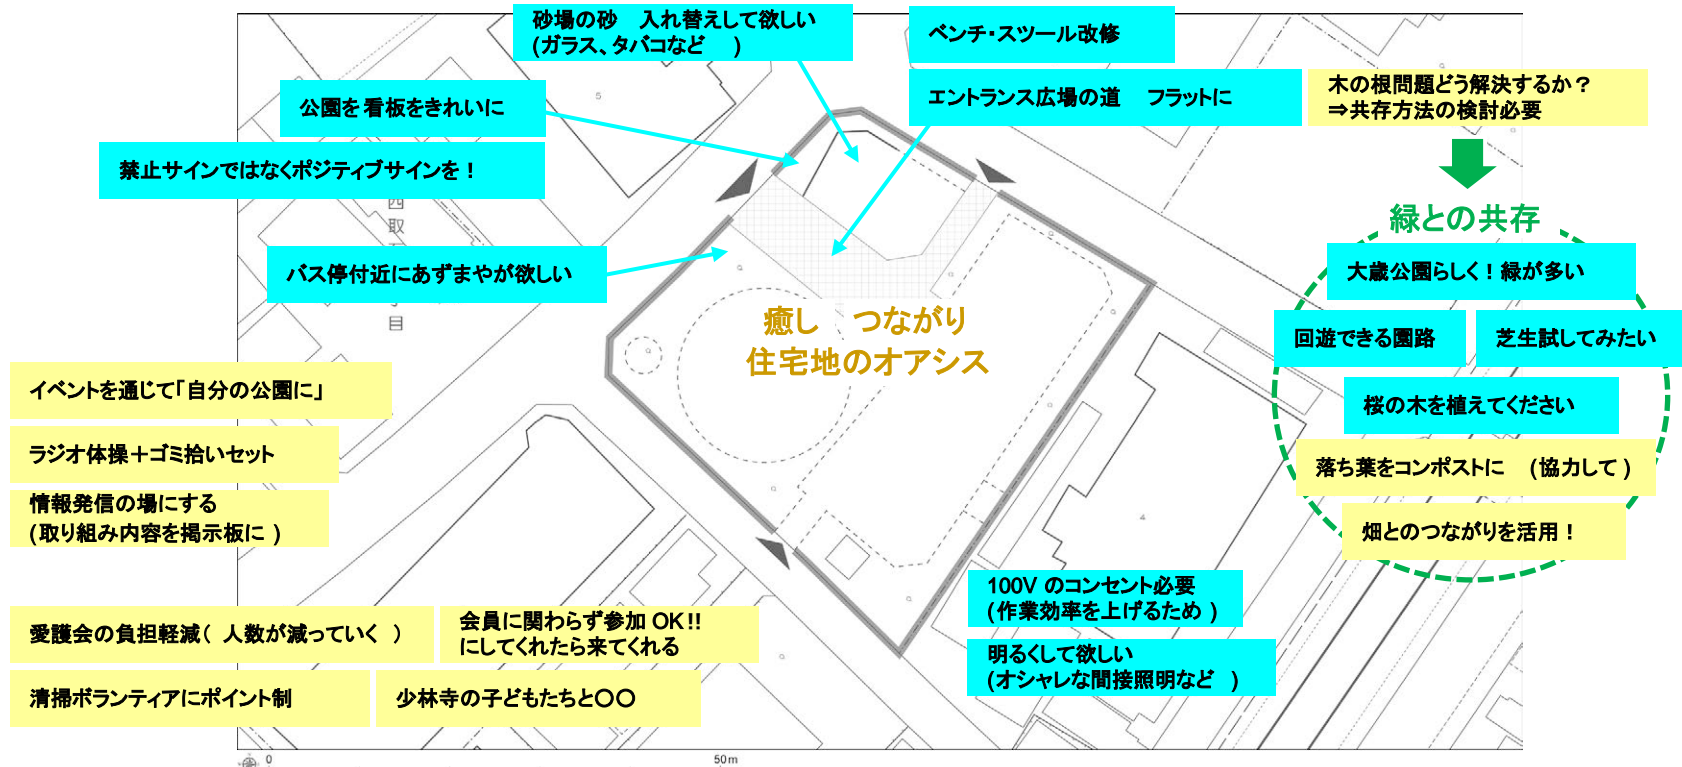 砂場の砂　入れ替えして欲しい
(ガラス、タバコなど　)
ベンチ・スツール改修
公園を看板をきれいに
エントランス広場の道　フラットに
木の根問題どう解決するか？
⇒共存方法の検討必要
禁止サインではなくポジティブサインを！
緑との共存
バス停付近にあずまやが欲しい
大歳公園らしく！緑が多い
癒し　つながり
住宅地のオアシス
回遊できる園路
芝生試してみたい
イベントを通じて「自分の公園に」
桜の木を植えてください
ラジオ体操＋ゴミ拾いセット
落ち葉をコンポストに　(協力して)
情報発信の場にする
(取り組み内容を掲示板に)
畑とのつながりを活用！
100V のコンセント必要
(作業効率を上げるため)
愛護会の負担軽減(人数が減っていく)
会員に関わらず参加 OK!!
にしてくれたら来てくれる
明るくして欲しい
(オシャレな間接照明など　)
清掃ボランティアにポイント制
少林寺の子どもたちと〇〇
四取
目
5
4
0
50m